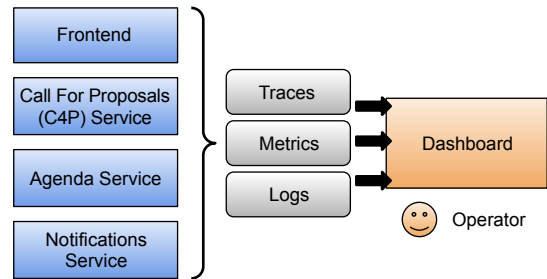 Frontend
Call For Proposals
(C4P) Service
Agenda Service
Notifications
Service
Traces
Metrics
Logs
Dashboard
Operator